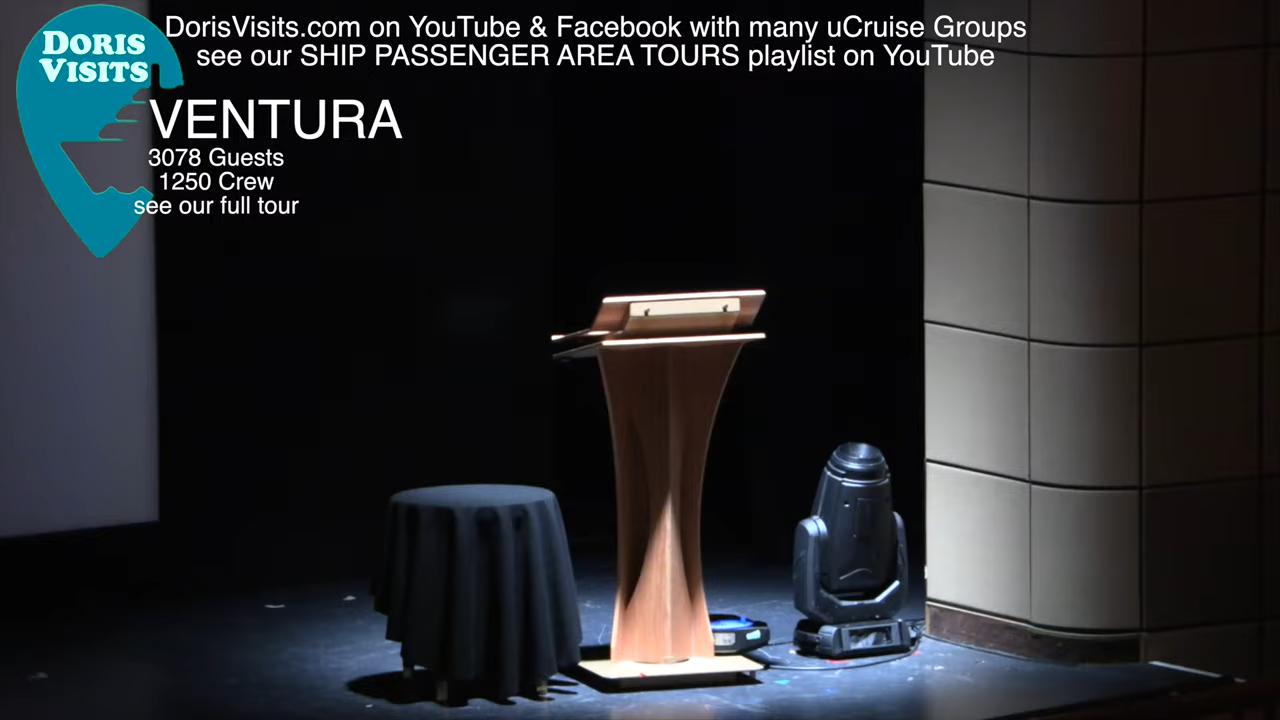 DORIS
VISITS
DorisVisits.com on YouTube & Facebook with many uCruise Groups
see our SHIP PASSENGER AREA TOURS playlist on YouTube
VENTURA
3078 Guests
1250 Crew
see our full tour